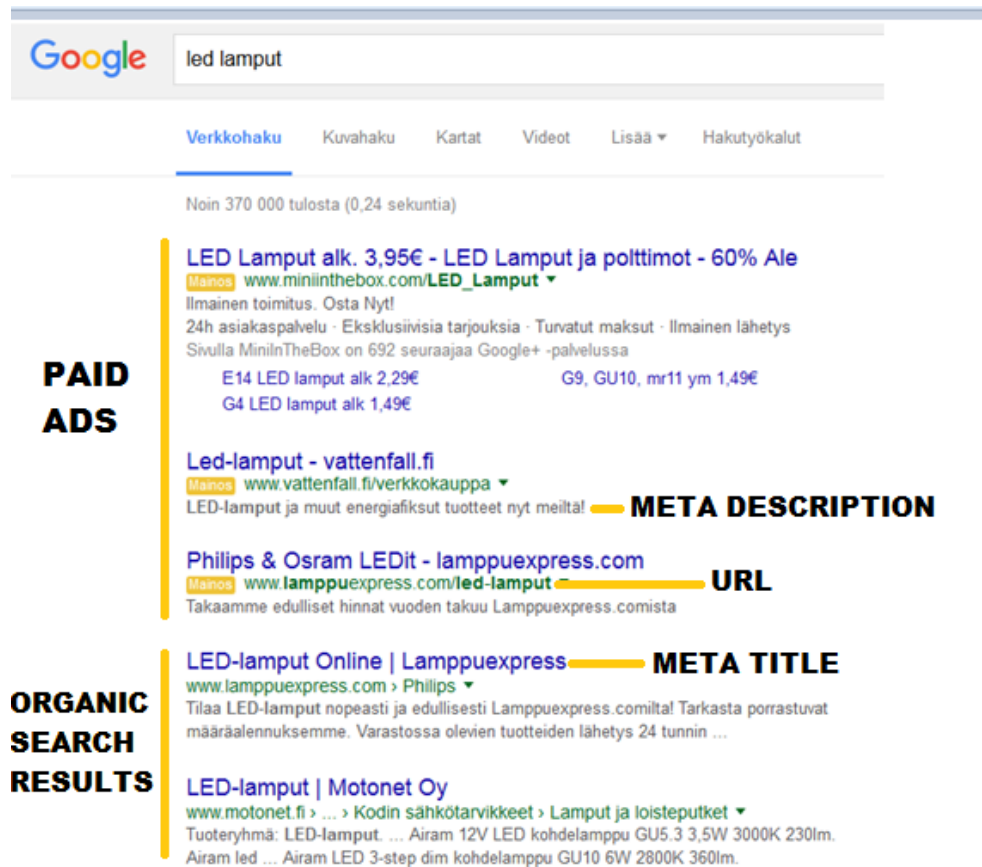 Google led lamput
Verkkohaku Kuvahaku Kartat Videot Lisää ▾ Hakutyökalut
Noin 370 000 tulosta (0,24 sekuntia)
PAID
ADS
LED Lamput alk. 3,95€ - LED Lamput ja polttimot - 60% Ale
Mainos www.miniinthebox.com/LED_Lamput ▾
Ilmainen toimitus. Osta Nyt!
24h asiakaspalvelu · Eksklusiivisia tarjouksia · Turvatut maksut · Ilmainen lähetys
Sivulla MiniInTheBox on 692 seuraajaa Google+ -palvelussa
E14 LED lamput alk 2,29€ G9, GU10, mr11 ym 1,49€
G4 LED lamput alk 1,49€
Led-lamput - vattenfall.fi
Mainos www.vattenfall.fi/verkkokauppa ▾
LED-lamput ja muut energiafiksut tuotteet nyt meiltä! META DESCRIPTION
Philips & Osram LEDit - lamppuexpress.com
Mainos www.lamppuexpress.com/led-lamput ▾ URL
Takaamme edulliset hinnat vuoden takuu Lamppuexpress.comista
ORGANIC
SEARCH
RESULTS
LED-lamput Online | Lamppuexpress META TITLE
www.lamppuexpress.com › Philips ▾
Tilaa LED-lamput nopeasti ja edullisesti Lamppuexpress.comilta! Tarkasta porrastuvat
määräalennuksemme. Varastossa olevien tuotteiden lähetys 24 tunnin ...
LED-lamput | Motonet Oy
www.motonet.fi › ... › Kodin sähkötarvikkeet › Lamput ja loisteputket ▾
Tuoteryhmä: LED-lamput. ... Airam 12V LED kohdelamppu GU5.3 3,5W 3000K 230lm.
Airam led ... Airam LED 3-step dim kohdelamppu GU10 6W 2800K 360lm.